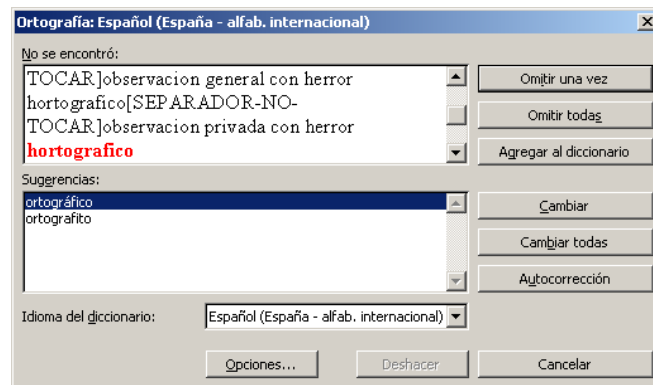 Ortografía: Español (España - alfab. internacional)
No se encontró:
TOCAR]observacion general con herror
hortografico[SEPARADOR-NO-
TOCAR]observacion privada con herror
hortografico
Omitir una vez
Omitir todas
Agregar al diccionario
Sugerencias:
ortográfico
ortografito
Cambiar
Cambiar todas
Autocorrección
Idioma del diccionario:
Español (España - alfab. internacional)
Opciones...
Deshacer
Cancelar